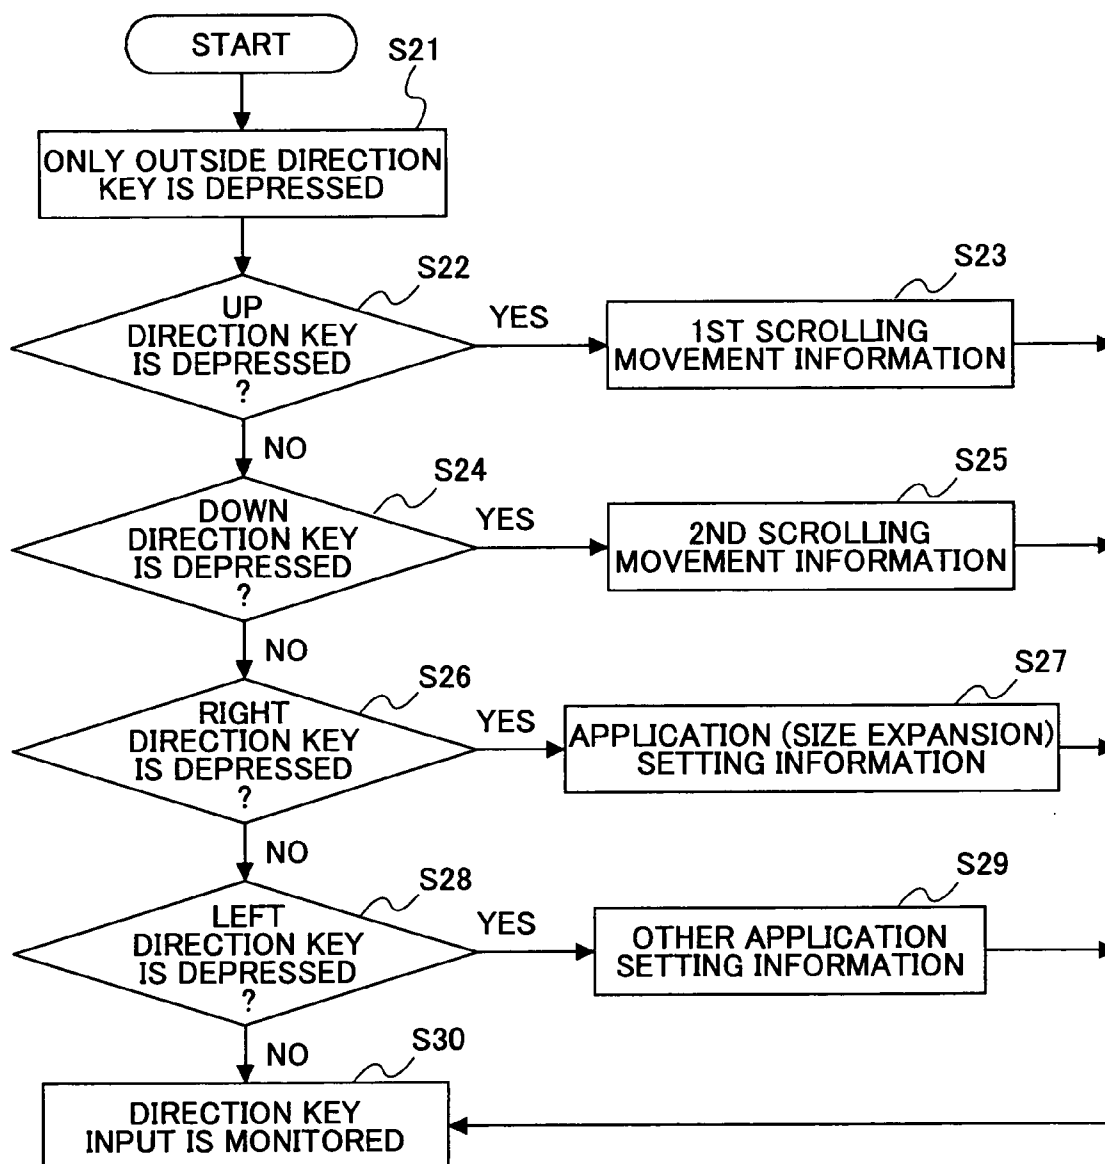 START
S21
ONLY OUTSIDE DIRECTION
KEY IS DEPRESSED
S22
UP
DIRECTION KEY
IS DEPRESSED
?
YES
S23
1ST SCROLLING
MOVEMENT INFORMATION
NO
S24
DOWN
DIRECTION KEY
IS DEPRESSED
?
YES
S25
2ND SCROLLING
MOVEMENT INFORMATION
NO
S26
RIGHT
DIRECTION KEY
IS DEPRESSED
?
YES
S27
APPLICATION (SIZE EXPANSION)
SETTING INFORMATION
NO
S28
LEFT
DIRECTION KEY
IS DEPRESSED
?
YES
S29
OTHER APPLICATION
SETTING INFORMATION
NO
S30
DIRECTION KEY
INPUT IS MONITORED